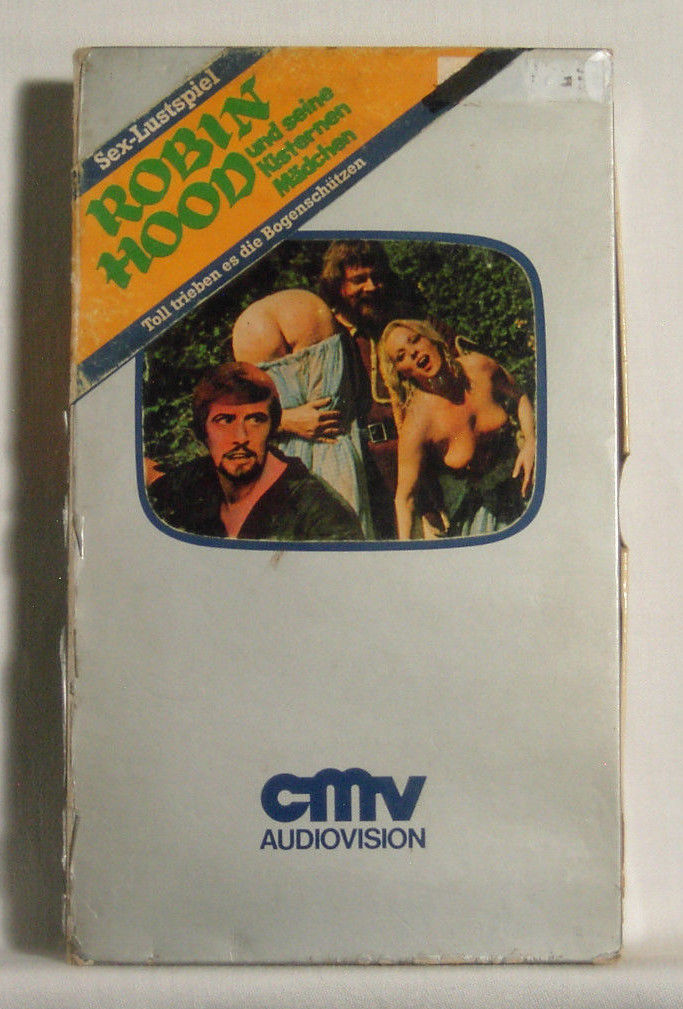 Sex-Lustspiel
ROBIN
HOOD
und seine
Lüsternen
Mädchen
Toll trieben es die Bogenschützen
cmv
AUDIOVISION